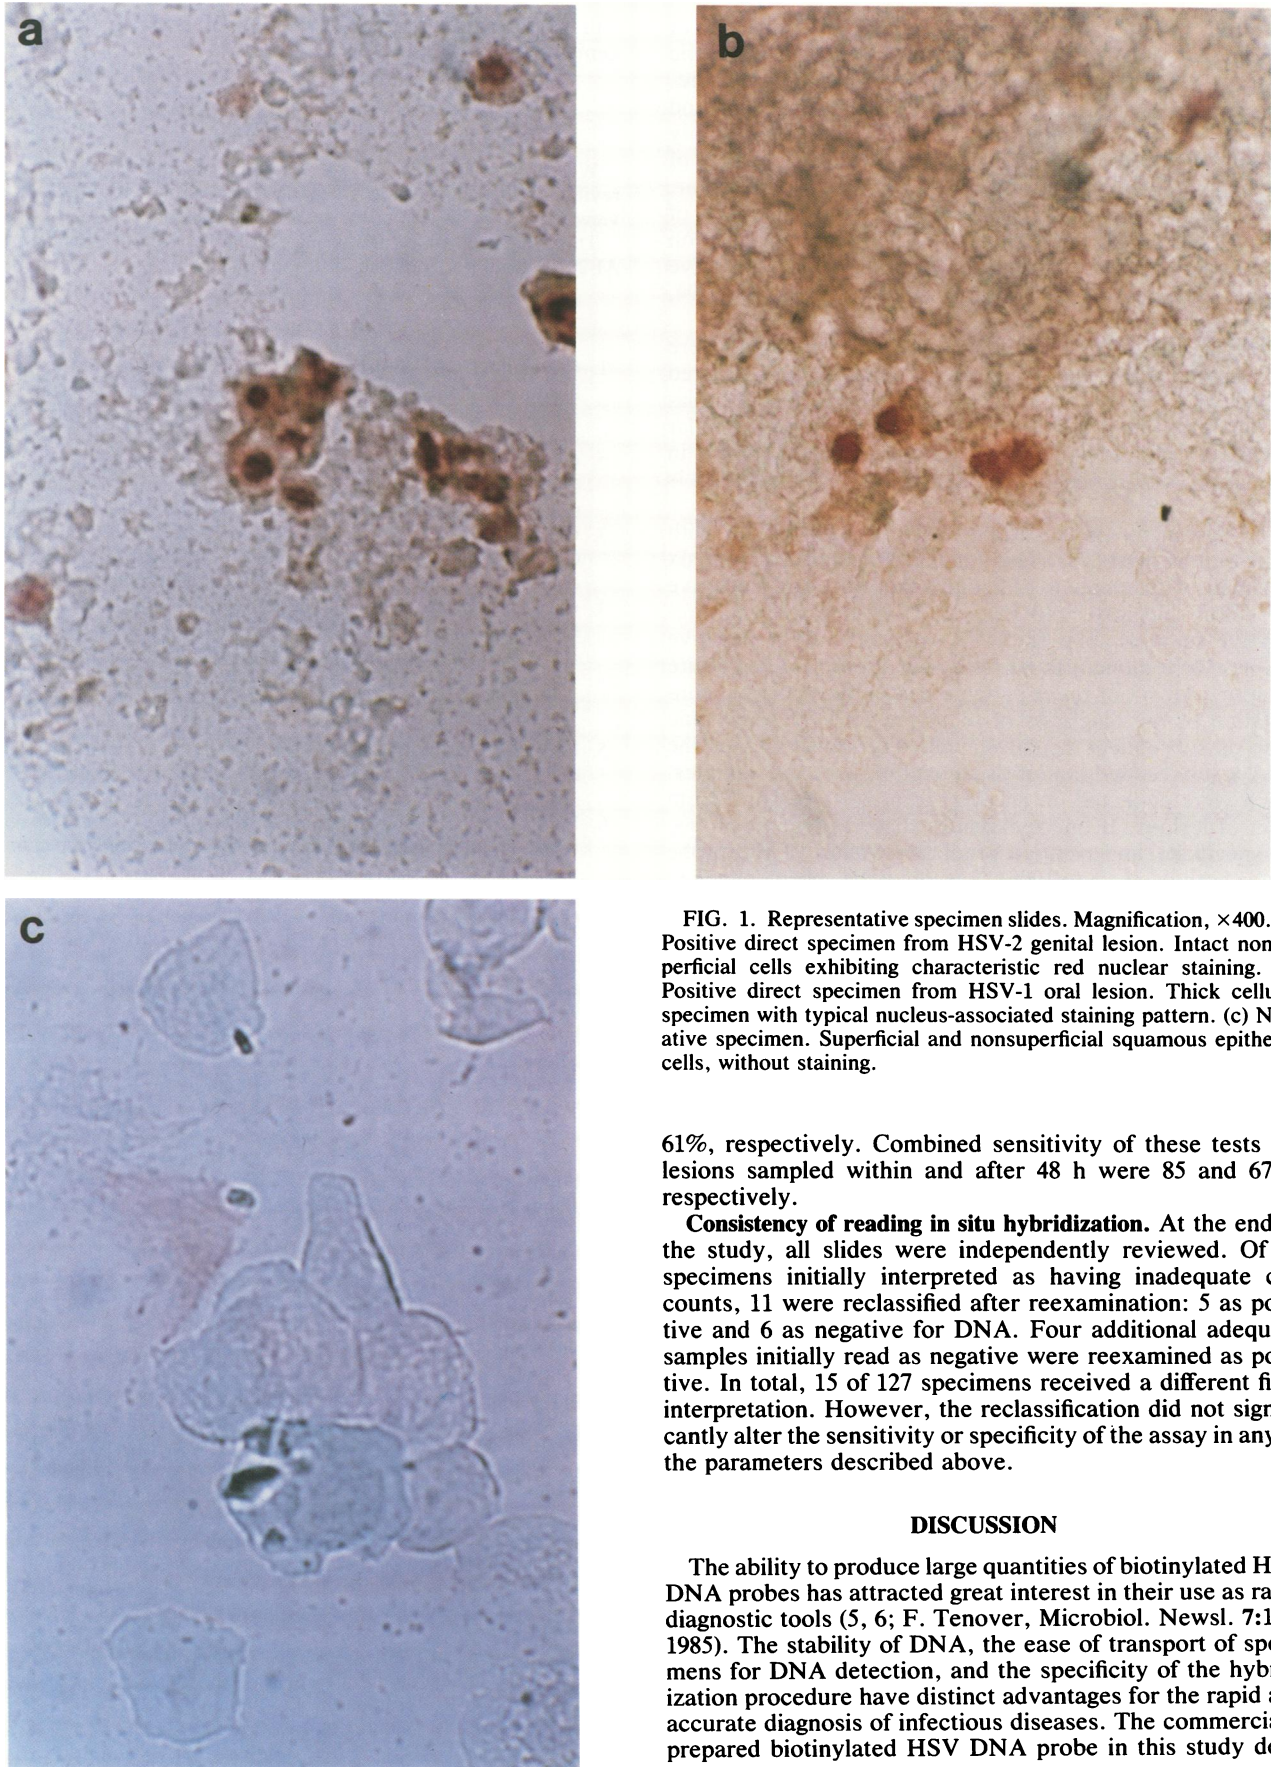 a
b
c
FIG. 1. Representative specimen slides. Magnification, ×400.
Positive direct specimen from HSV-2 genital lesion. Intact non
perficial cells exhibiting characteristic red nuclear staining.
Positive direct specimen from HSV-1 oral lesion. Thick cellu
specimen with typical nucleus-associated staining pattern. (c) N
ative specimen. Superficial and nonsuperficial squamous epithe
cells, without staining.
61%, respectively. Combined sensitivity of these tests
lesions sampled within and after 48 h were 85 and 67
respectively.
Consistency of reading in situ hybridization. At the end
the study, all slides were independently reviewed. Of
specimens initially interpreted as having inadequate c
counts, 11 were reclassified after reexamination: 5 as po
tive and 6 as negative for DNA. Four additional adequ
samples initially read as negative were reexamined as po
tive. In total, 15 of 127 specimens received a different fi
interpretation. However, the reclassification did not sign
cantly alter the sensitivity or specificity of the assay in any
the parameters described above.
DISCUSSION
The ability to produce large quantities of biotinylated H
DNA probes has attracted great interest in their use as ra
diagnostic tools (5, 6; F. Tenover, Microbiol. Newsl. 7:1
1985). The stability of DNA, the ease of transport of spe
mens for DNA detection, and the specificity of the hybr
ization procedure have distinct advantages for the rapid a
accurate diagnosis of infectious diseases. The commercia
prepared biotinylated HSV DNA probe in this study de